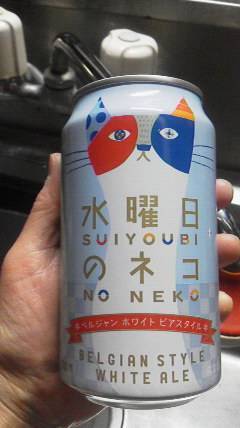 水曜日
SUIYOUBI
のネコ
NO NEKO
ベルジャン ホワイト ビアスタイル
BELGIAN STYLE
WHITE ALE